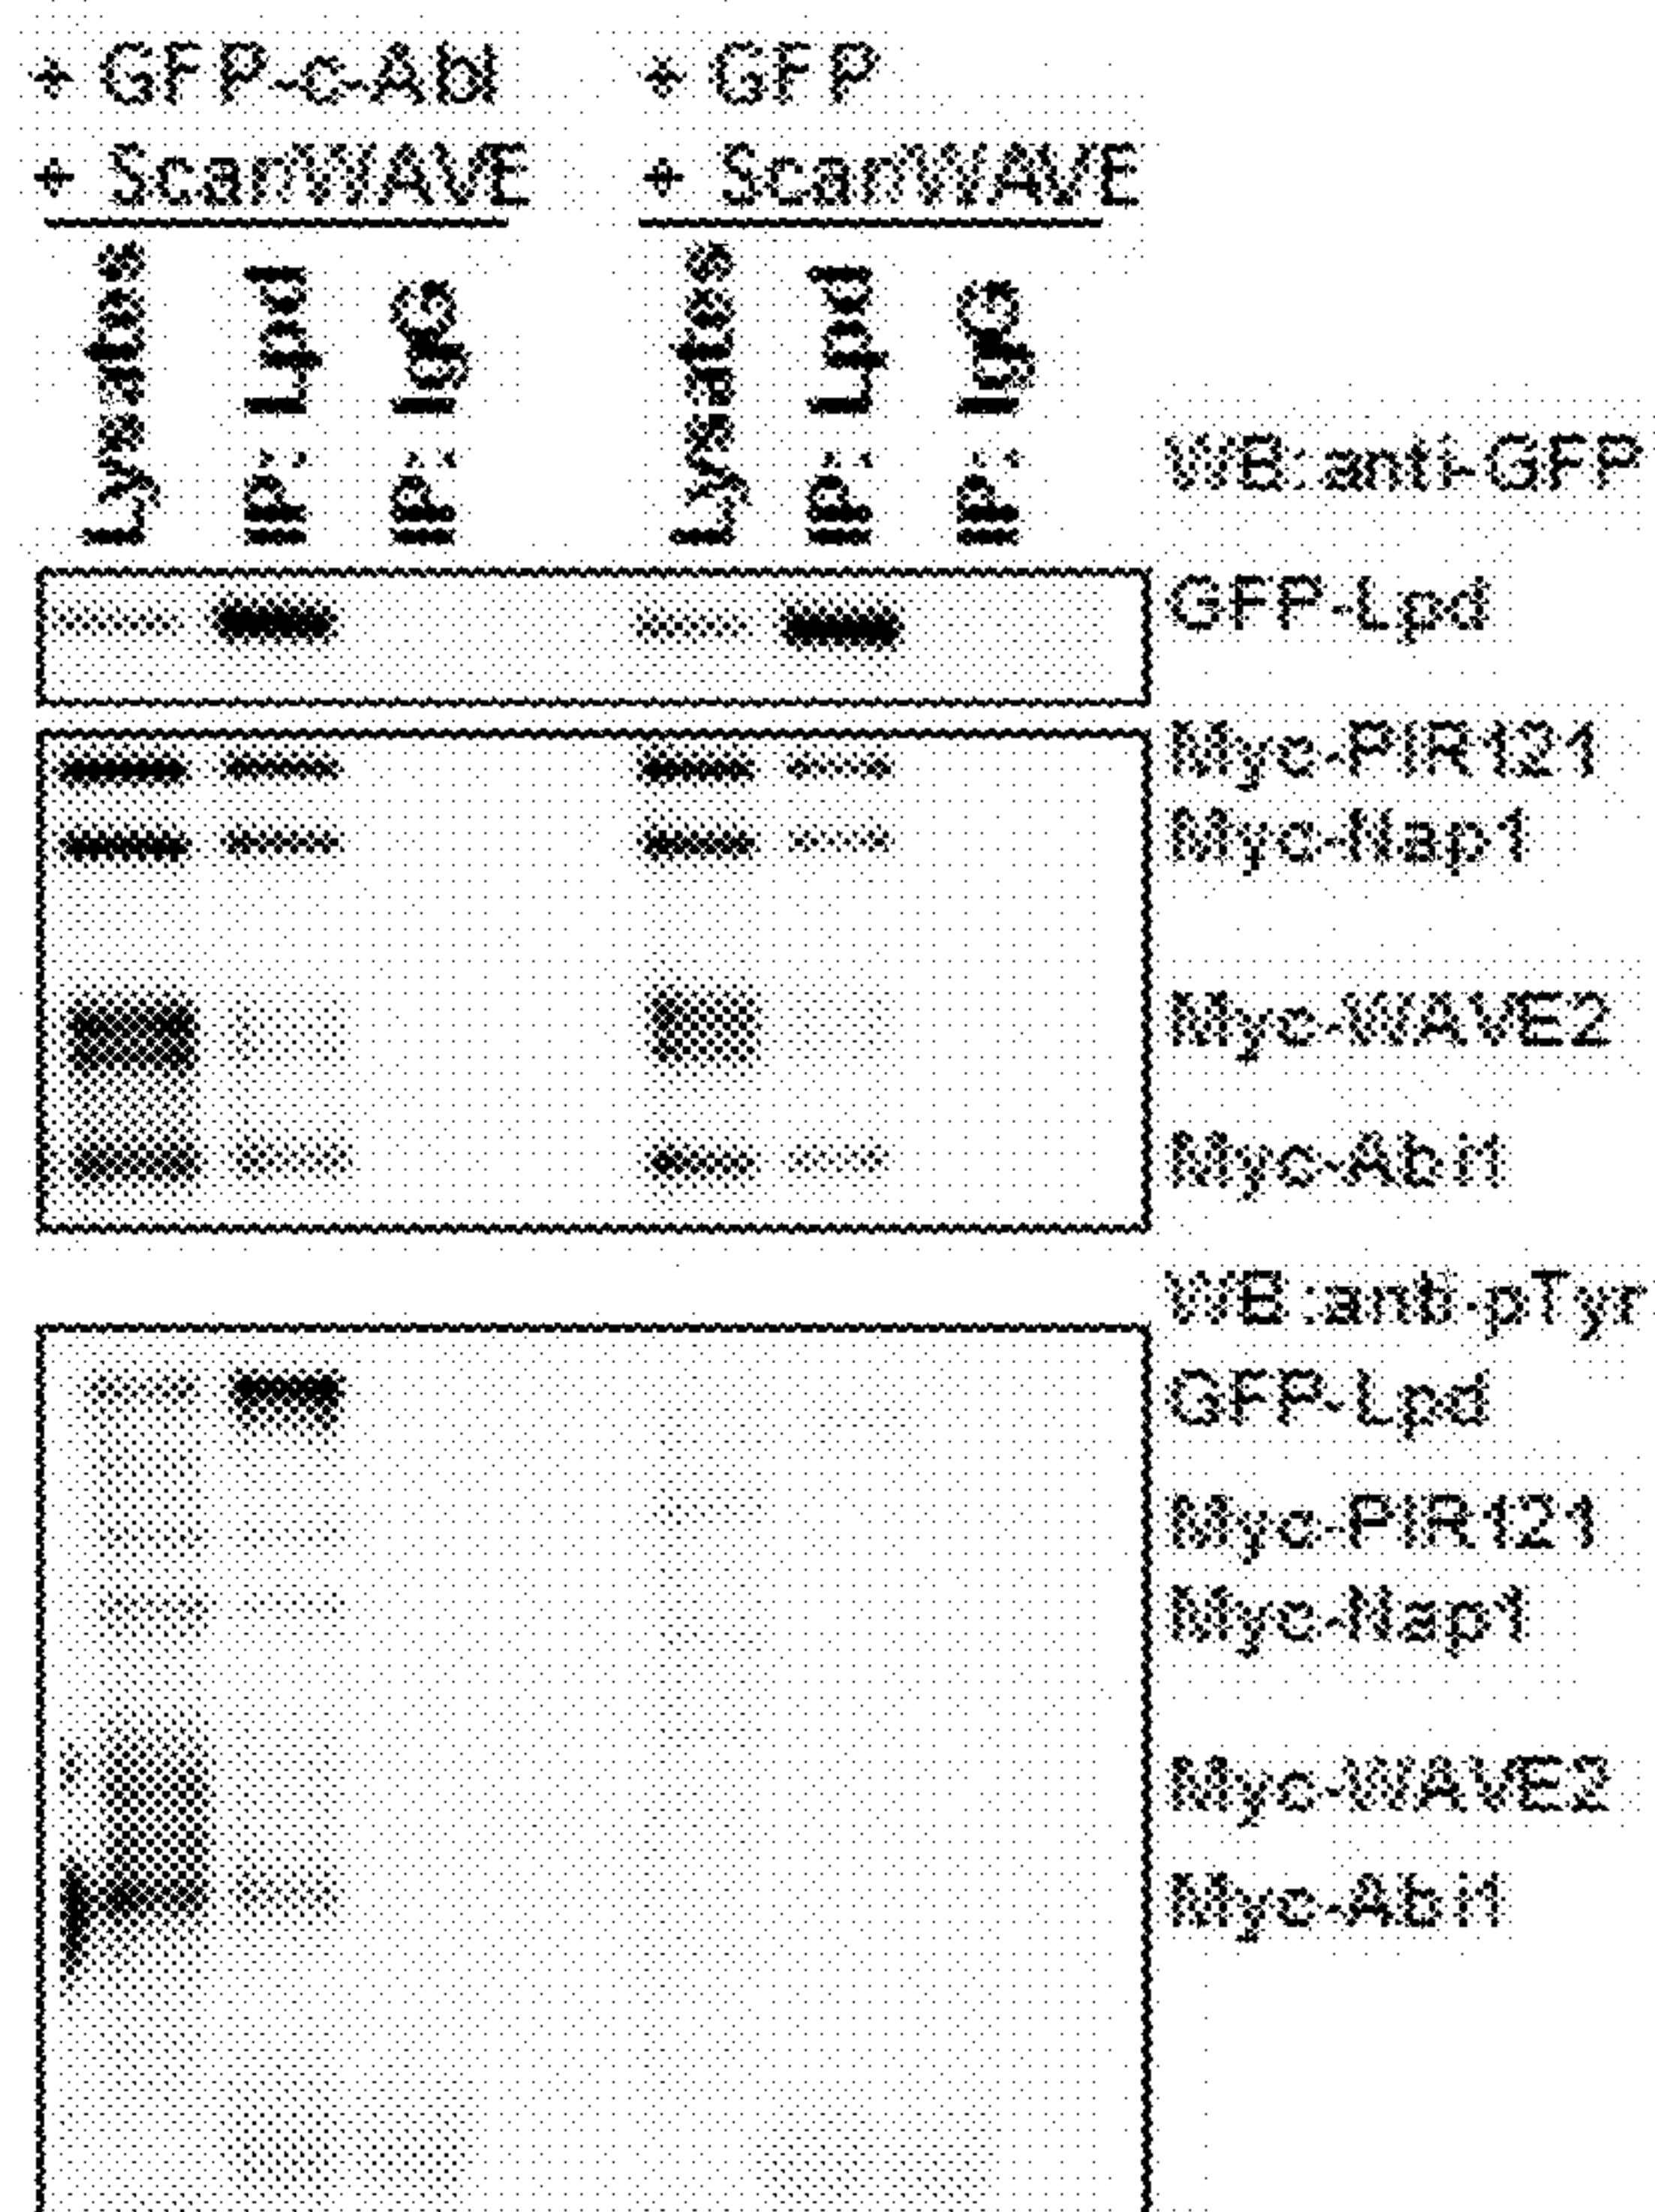 + GFP-c-Abl
+ ScarWAVE
+ GFP
+ ScarWAVE
Lysates
IP: Lpd
IP: IgG
Lysates
IP: Lpd
IP: IgG
WB:anti-GFP
GFP-Lpd
Myc-PIR121
Myc-Nap1
Myc-WAVE2
Myc-Abi1
WB:anti-pTyr
GFP-Lpd
Myc-PIR121
Myc-Nap1
Myc-WAVE2
Myc-Abi1